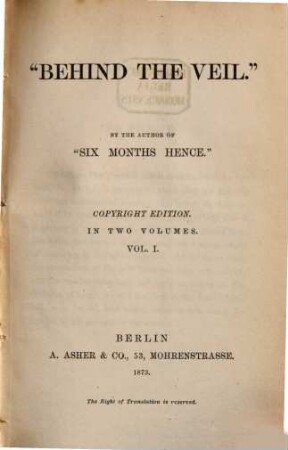 "BEHIND THE VEIL."
BY THE AUTHOR OF
"SIX MONTHS HENCE."
COPYRIGHT EDITION.
IN TWO VOLUMES.
VOL. I.
BERLIN
A. ASHER & CO., 53, MOHRENSTRASSE.
1873.
The Right of Translation is reserved.